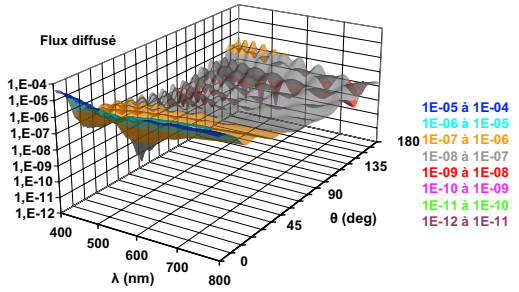 Flux diffusé
1,E-04
1,E-05
1,E-06
1,E-07
1,E-08
1,E-09
1,E-10
1,E-11
1,E-12
400
500
600
700
800
λ (nm)
0
45
90
135
180
θ (deg)
1E-05 à 1E-04
1E-06 à 1E-05
1E-07 à 1E-06
1E-08 à 1E-07
1E-09 à 1E-08
1E-10 à 1E-09
1E-11 à 1E-10
1E-12 à 1E-11